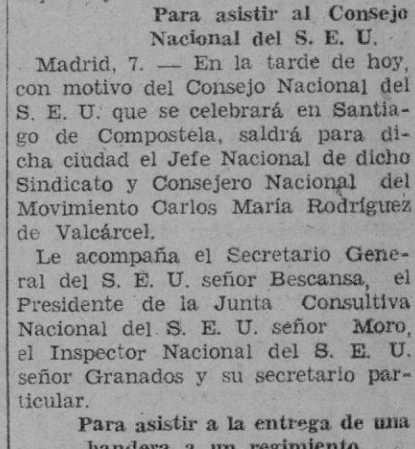 Para asistir al Consejo
Nacional del S. E. U.
Madrid, 7. — En la tarde de hoy,
con motivo del Consejo Nacional del
S. E. U. que se celebrará en Santia-
go de Compostela, saldrá para di-
cha ciudad el Jefe Nacional de dicho
Sindicato y Consejero Nacional del
Movimiento Carlos María Rodríguez
de Valcárcel.
Le acompaña el Secretario Gene-
ral del S. E. U. señor Bescansa, el
Presidente de la Junta Consultiva
Nacional del S. E. U. señor Moro,
el Inspector Nacional del S. E. U.
señor Granados y su secretario par-
ticular.
Para asistir a la entrega de una
bandera a un regimiento